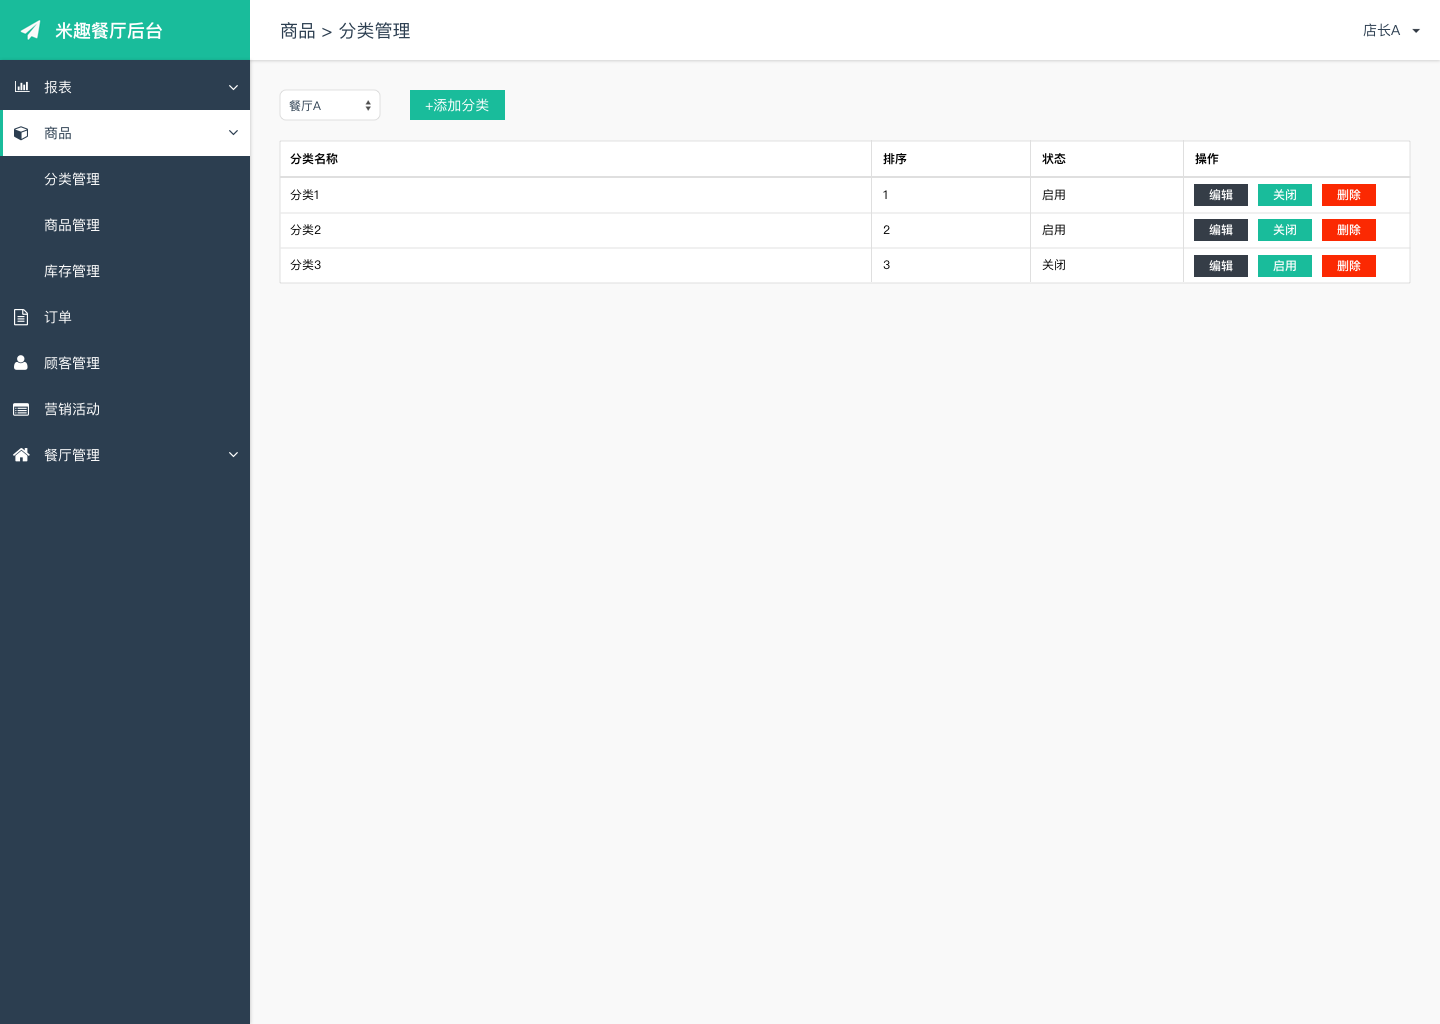 米趣餐厅后台
商品 > 分类管理
店长A
报表
商品
分类管理
商品管理
库存管理
订单
顾客管理
营销活动
餐厅管理
餐厅A
+添加分类
分类名称 排序 状态 操作
分类1 1 启用 编辑 关闭 删除
分类2 2 启用 编辑 关闭 删除
分类3 3 关闭 编辑 启用 删除